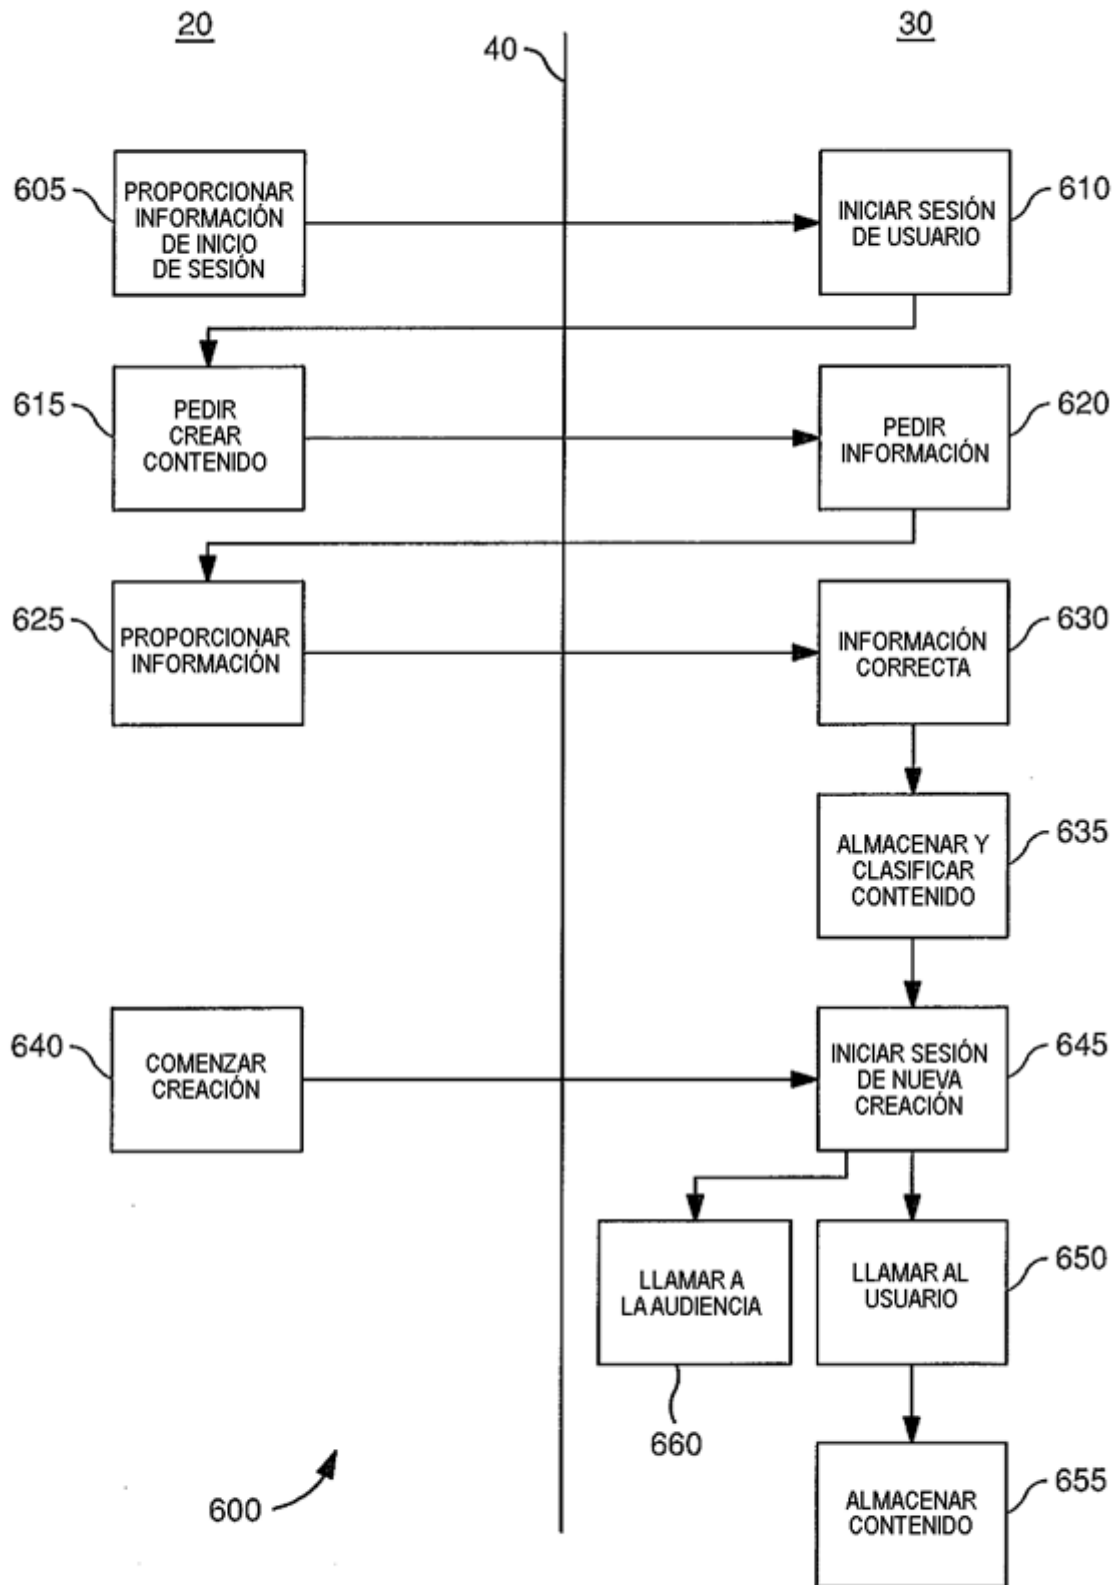 20
30
40
605
PROPORCIONAR
INFORMACIÓN
DE INICIO
DE SESIÓN
INICIAR SESIÓN
DE USUARIO
610
615
PEDIR
CREAR
CONTENIDO
PEDIR
INFORMACIÓN
620
625
PROPORCIONAR
INFORMACIÓN
INFORMACIÓN
CORRECTA
630
ALMACENAR Y
CLASIFICAR
CONTENIDO
635
640
COMENZAR
CREACIÓN
INICIAR SESIÓN
DE NUEVA
CREACIÓN
645
LLAMAR A
LA AUDIENCIA
660
LLAMAR AL
USUARIO
650
600
ALMACENAR
CONTENIDO
655